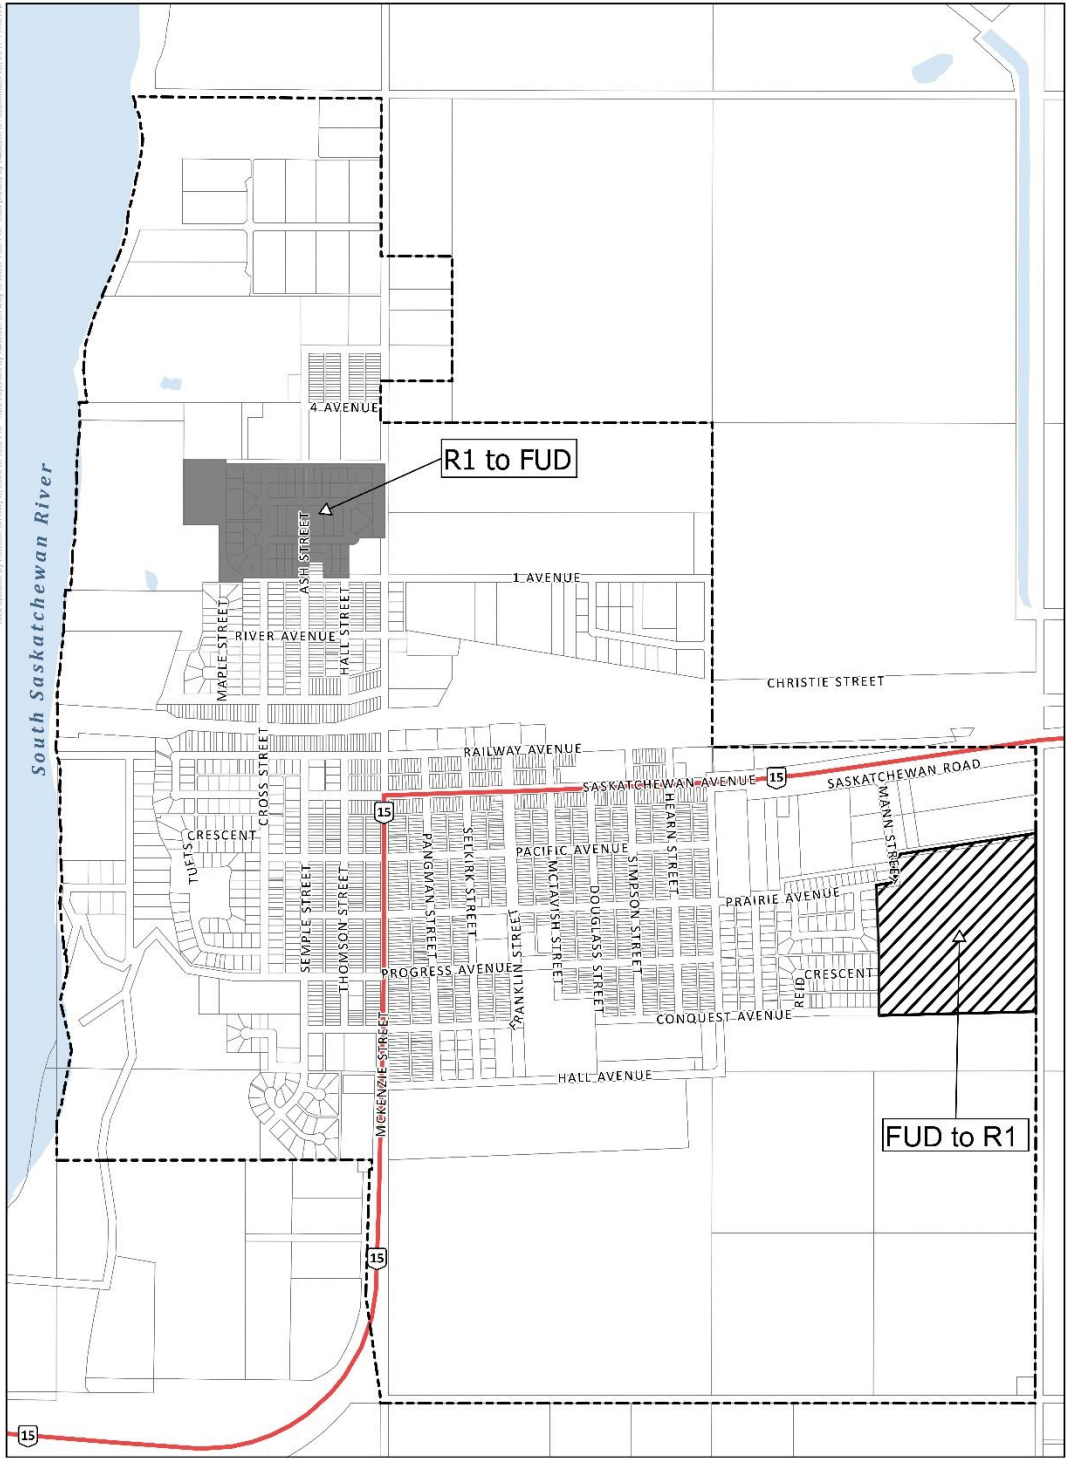 4 AVENUE
R1 to FUD
South Saskatchewan River
ASH STREET
1 AVENUE
MAPLE STREET
RIVER AVENUE
HALL STREET
CHRISTIE STREET
RAILWAY AVENUE
CROSS STREET
SASKATCHEWAN AVENUE
15
SASKATCHEWAN ROAD
15
MANN STREET
HEARN STREET
TUFTS
CRESCENT
PANGMAN STREET
SELKIRK STREET
PACIFIC AVENUE
MCTAVISH STREET
SIMPSON STREET
DOUGLASS STREET
PRAIRIE AVENUE
SEMPLE STREET
THOMSON STREET
FRANKLIN STREET
PROGRESS AVENUE
REID
CRESCENT
CONQUEST AVENUE
MCKENZIE STREET
HALL AVENUE
FUD to R1
15
15